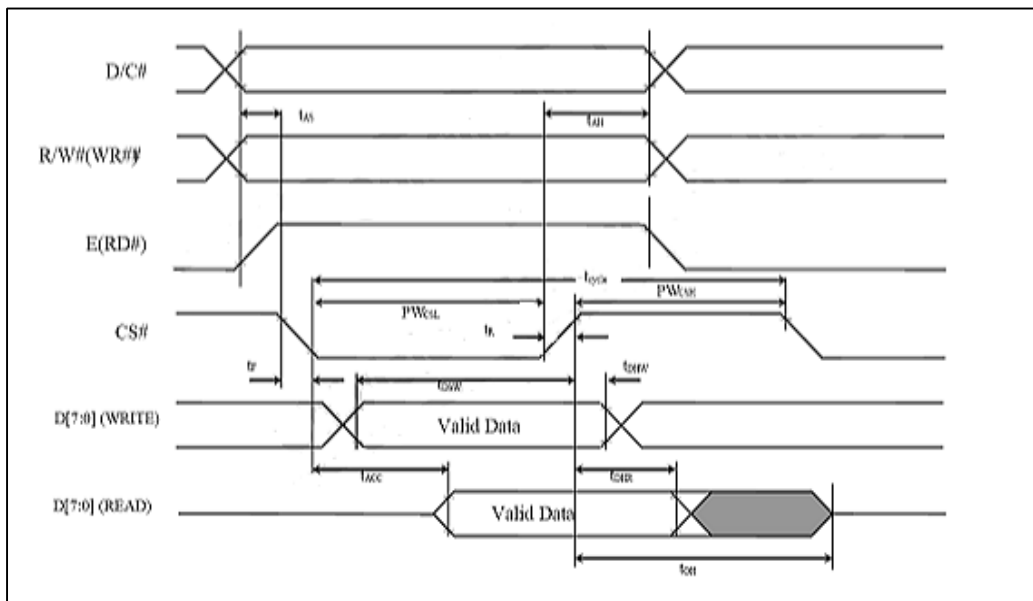 D/C#
tAS
tAH
R/W#(WR#)
E(RD#)
tcycle
PWCSL
PWCSH
CS#
tR
tF
tDSW
tDHW
D[7:0] (WRITE)
Valid Data
tACC
tDHR
D[7:0] (READ)
Valid Data
tOH